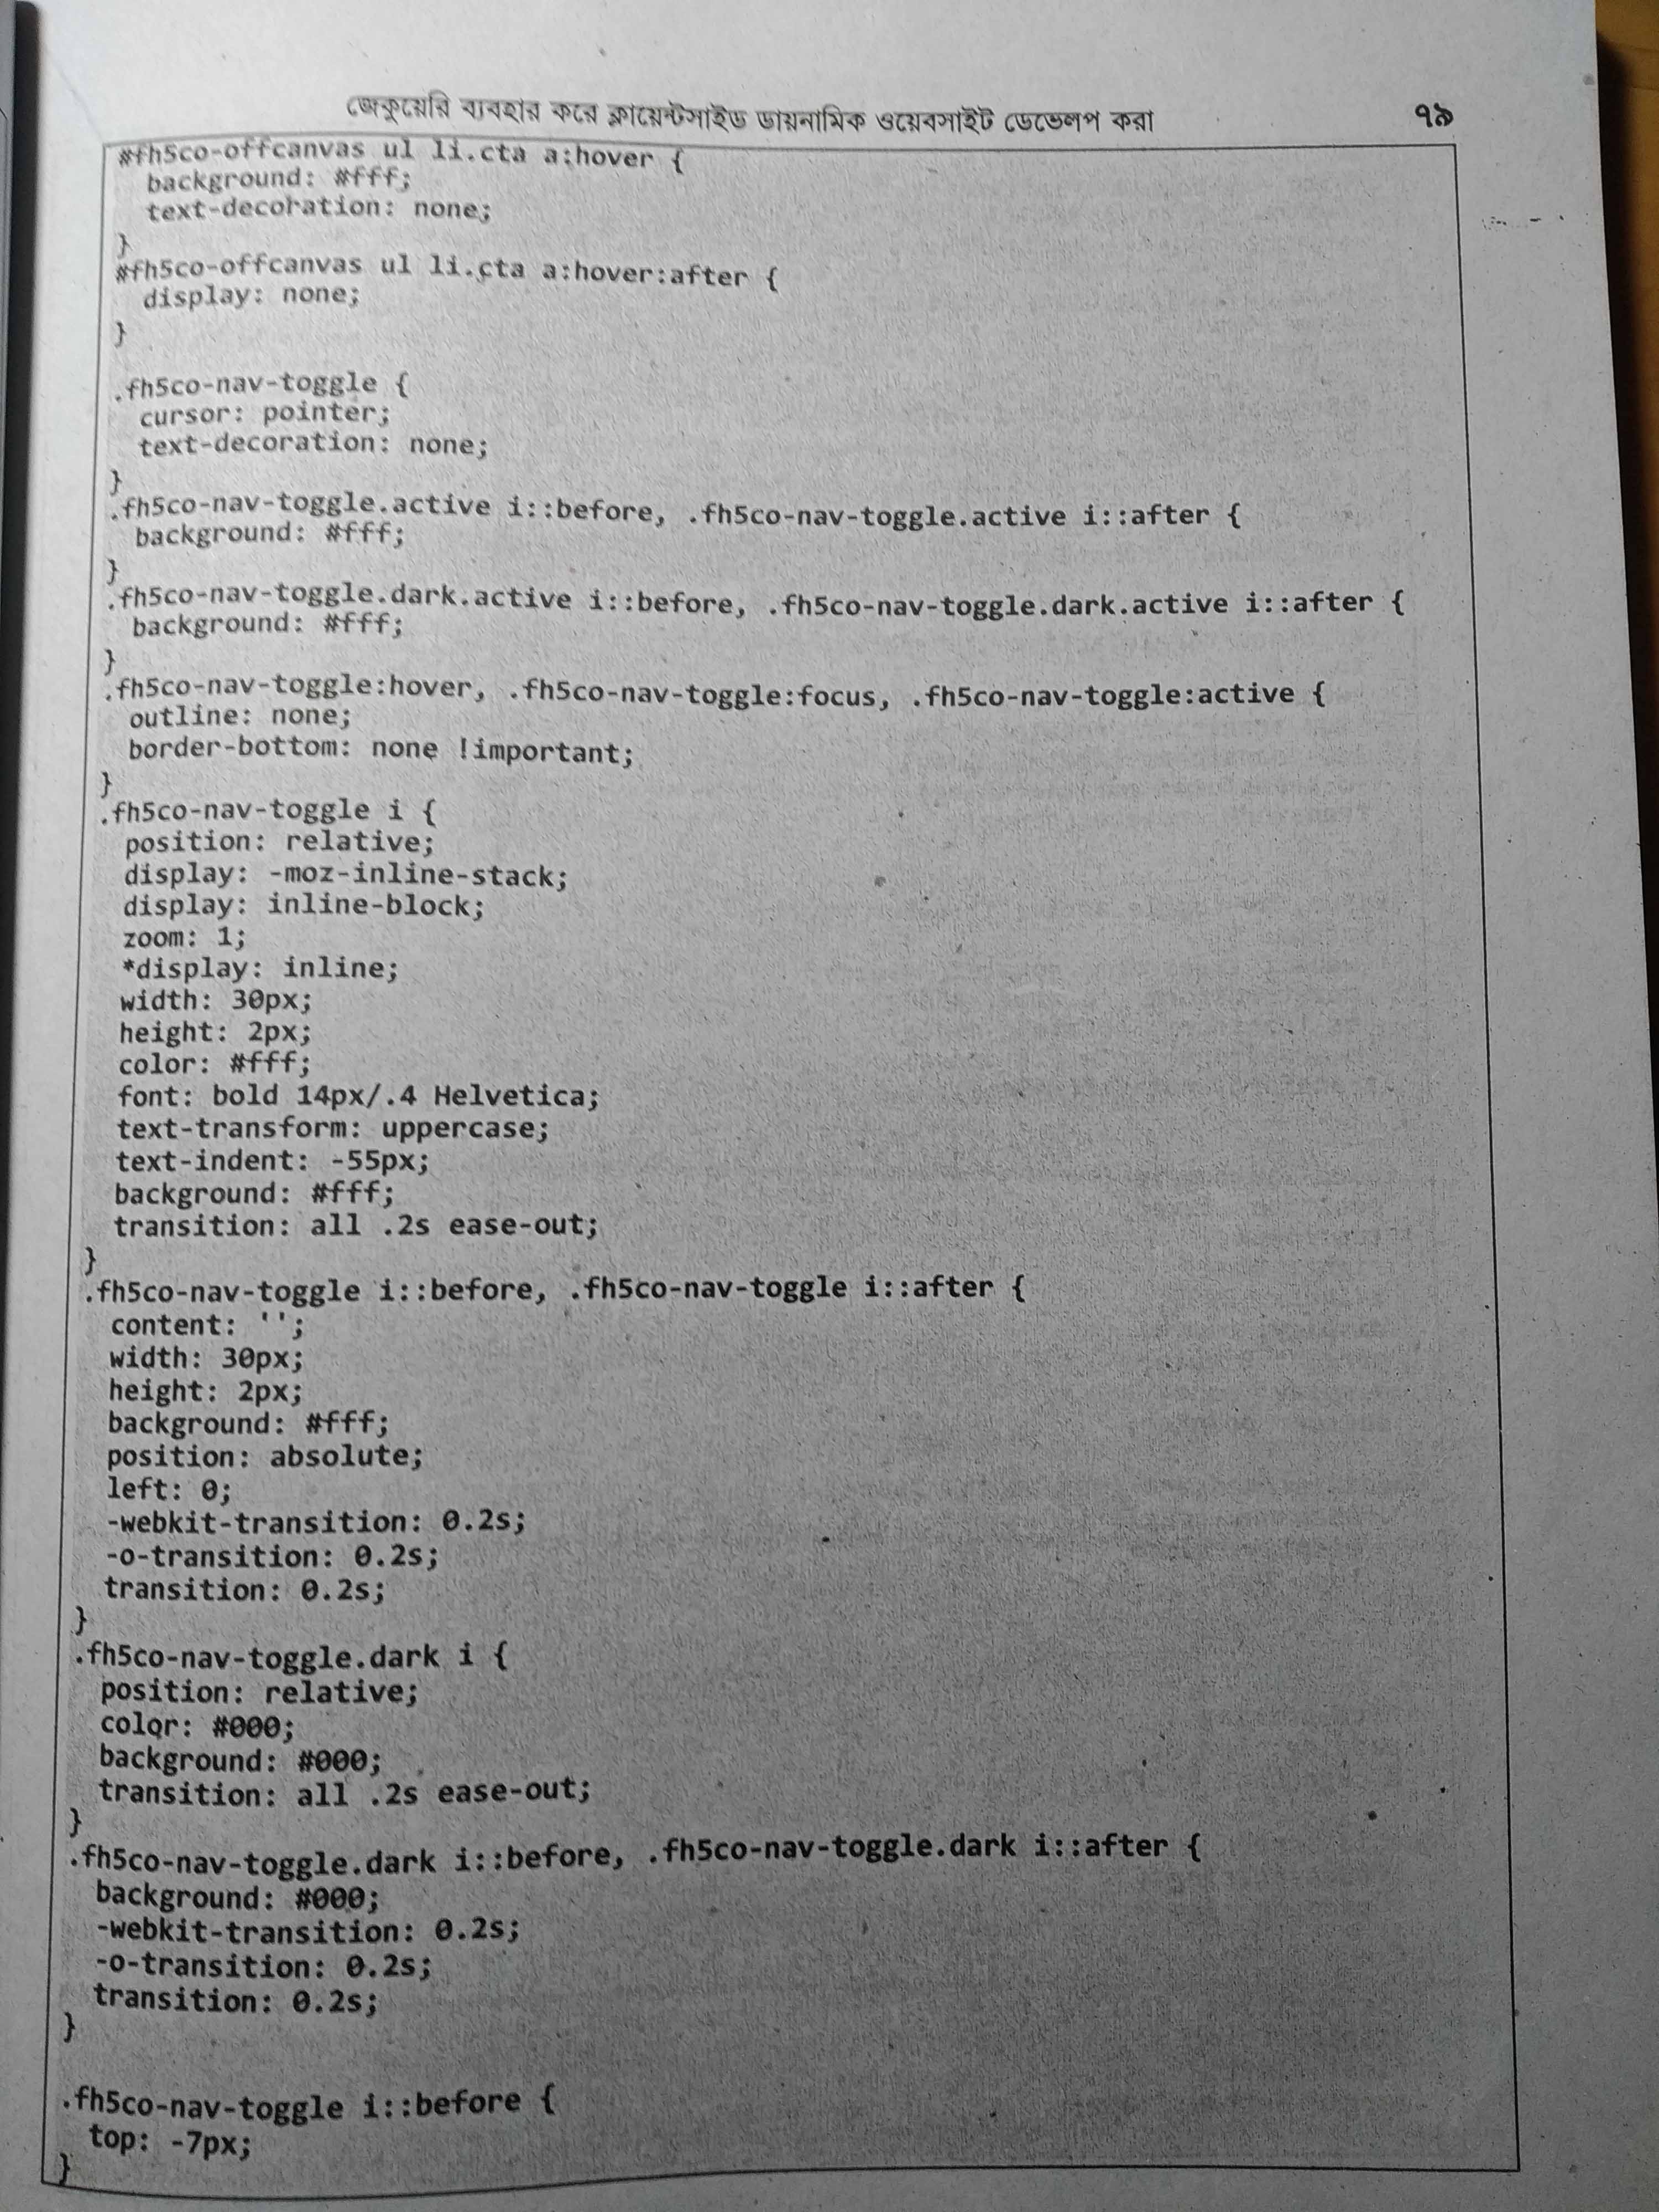 জেকুয়েরি ব্যবহার করে ক্লায়েন্টসাইড ডায়নামিক ওয়েবসাইট ডেভেলপ করা ৭৯
#fh5co-offcanvas ul li.cta a:hover {
  background: #fff;
  text-decoration: none;
}
#fh5co-offcanvas ul li.cta a:hover:after {
  display: none;
}

.fh5co-nav-toggle {
  cursor: pointer;
  text-decoration: none;
}
.fh5co-nav-toggle.active i::before, .fh5co-nav-toggle.active i::after {
  background: #fff;
}
.fh5co-nav-toggle.dark.active i::before, .fh5co-nav-toggle.dark.active i::after {
  background: #fff;
}
.fh5co-nav-toggle:hover, .fh5co-nav-toggle:focus, .fh5co-nav-toggle:active {
  outline: none;
  border-bottom: none !important;
}
.fh5co-nav-toggle i {
  position: relative;
  display: -moz-inline-stack;
  display: inline-block;
  zoom: 1;
  *display: inline;
  width: 30px;
  height: 2px;
  color: #fff;
  font: bold 14px/.4 Helvetica;
  text-transform: uppercase;
  text-indent: -55px;
  background: #fff;
  transition: all .2s ease-out;
}
.fh5co-nav-toggle i::before, .fh5co-nav-toggle i::after {
  content: '';
  width: 30px;
  height: 2px;
  background: #fff;
  position: absolute;
  left: 0;
  -webkit-transition: 0.2s;
  -o-transition: 0.2s;
  transition: 0.2s;
}
.fh5co-nav-toggle.dark i {
  position: relative;
  color: #000;
  background: #000;
  transition: all .2s ease-out;
}
.fh5co-nav-toggle.dark i::before, .fh5co-nav-toggle.dark i::after {
  background: #000;
  -webkit-transition: 0.2s;
  -o-transition: 0.2s;
  transition: 0.2s;
}

.fh5co-nav-toggle i::before {
  top: -7px;
}